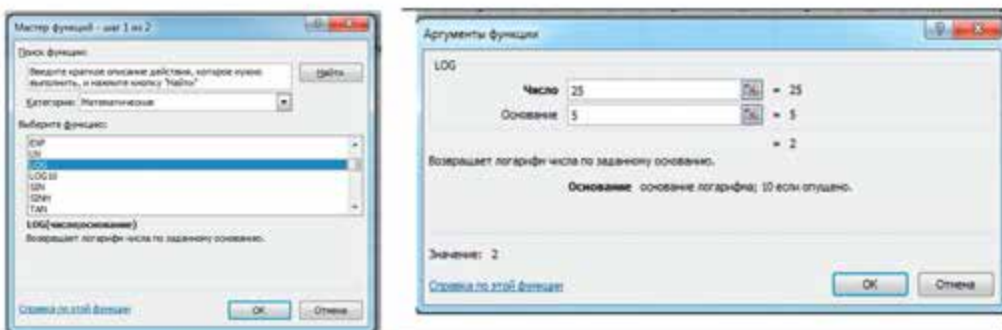 Мастер функций - шаг 1 из 2
Поиск функции:
Введите краткое описание действия, которое нужно
выполнить, и нажмите кнопку "Найти"
Найти
Категория: Математические
Выберите функцию:
EXP
LN
LOG
LOG10
SIN
SINH
TAN
LOG(число;основание)
Возвращает логарифм числа по заданному основанию.
Справка по этой функции
ОК
Отмена
Аргументы функции
LOG
Число 25 = 25
Основание 5 = 5
= 2
Возвращает логарифм числа по заданному основанию.
Основание основание логарифма; 10 если опущено.
Значение: 2
Справка по этой функции
ОК
Отмена